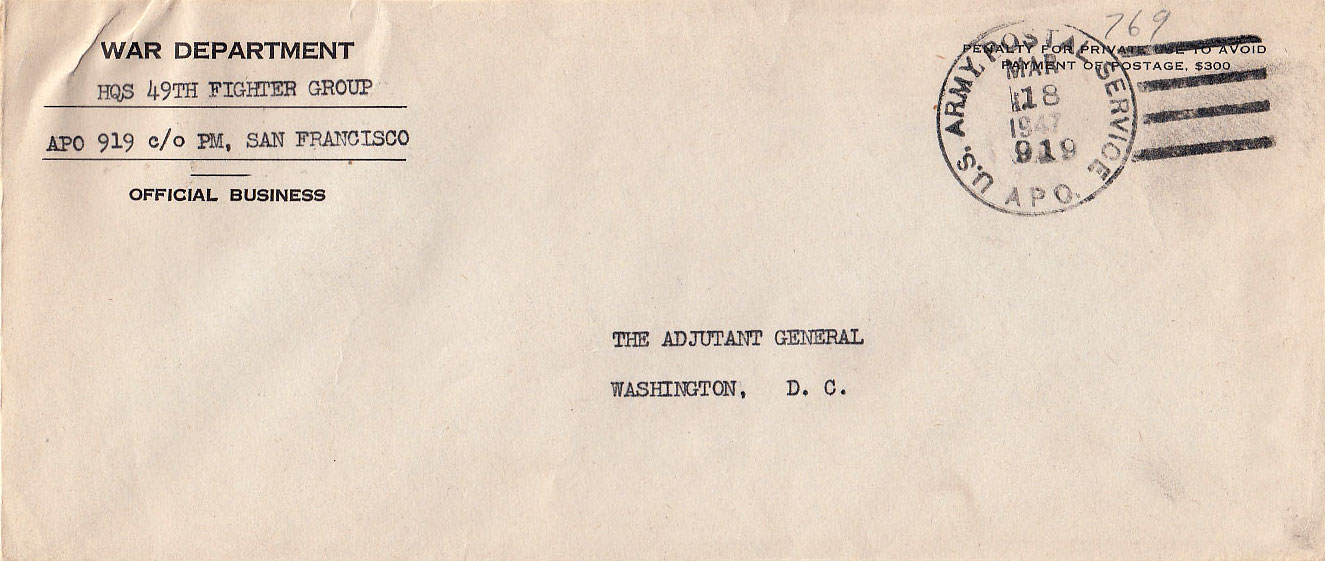 WAR DEPARTMENT
HQS 49TH FIGHTER GROUP
APO 919 c/o PM, SAN FRANCISCO
OFFICIAL BUSINESS
769
PENALTY FOR PRIVATE USE TO AVOID
PAYMENT OF POSTAGE, $300
U.S. ARMY POSTAL SERVICE
MAR
18
1947
919
A P O.
THE ADJUTANT GENERAL
WASHINGTON, D. C.